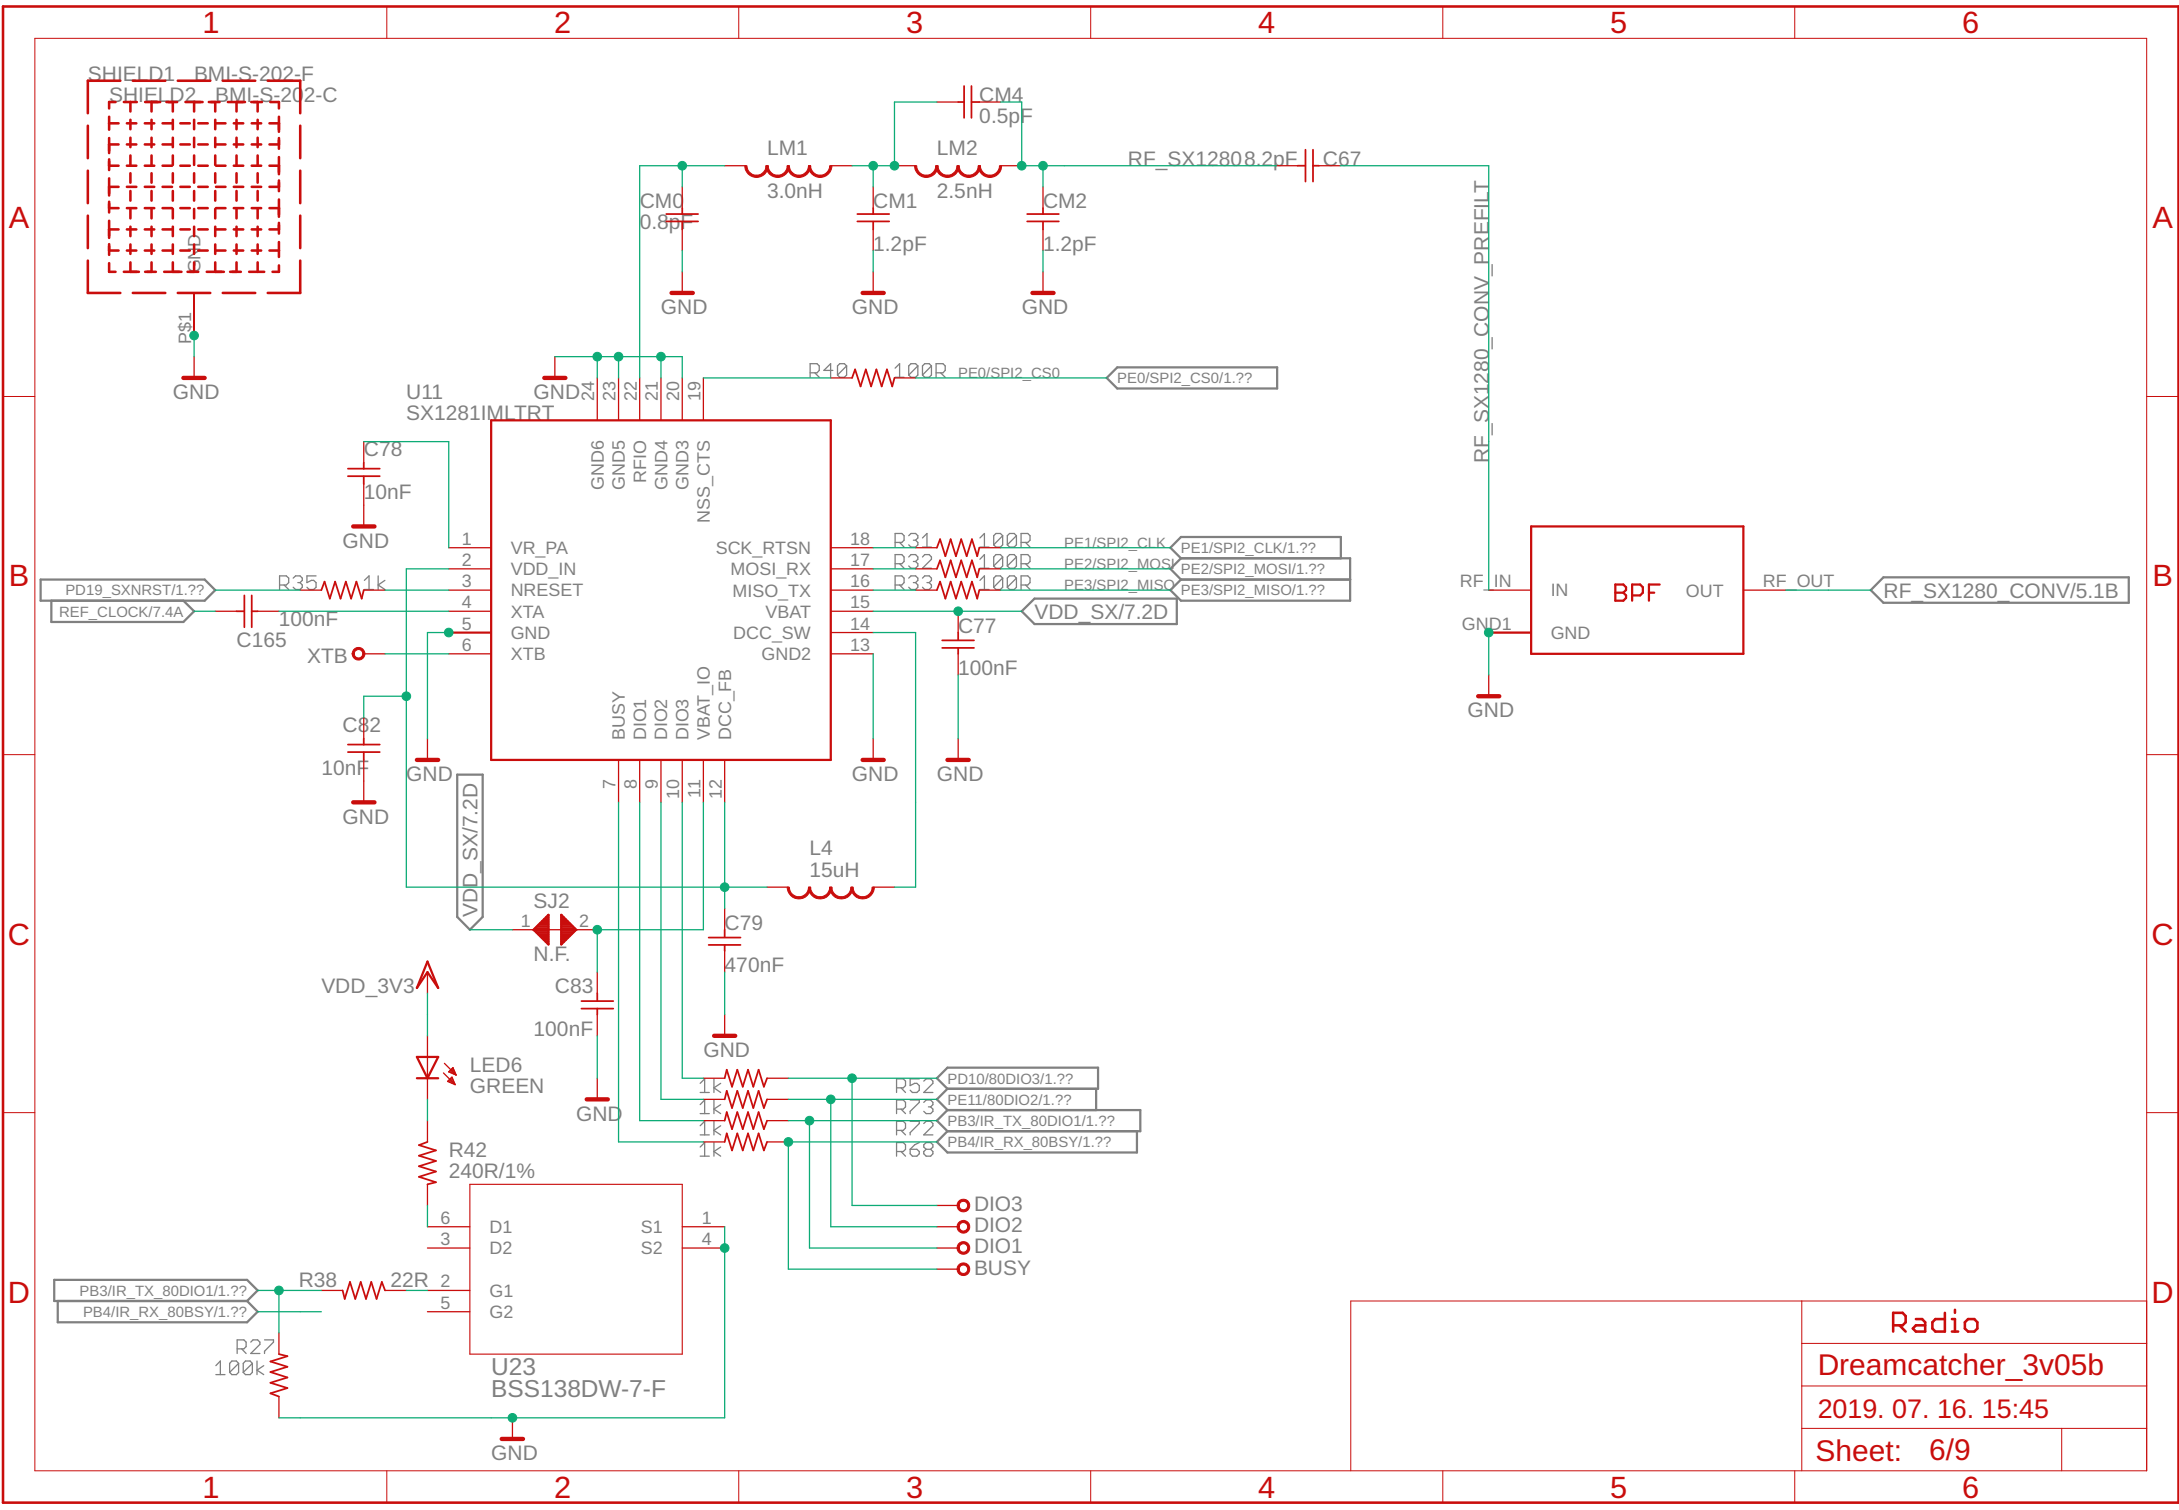 1 2 3 4 5 6
A A
B B
C C
D D
SHIELD1 BMI-S-202-F
SHIELD2 BMI-S-202-C
GND
P$1
GND
CM4
0.5pF
LM1
3.0nH
LM2
2.5nH
RF_SX1280 8.2pF C67
CM0
0.8pF
CM1
1.2pF
CM2
1.2pF
GND GND GND
RF_SX1280_CONV_PREFILT
U11
SX1281IMLTRT
GND
24 23 22 21 20 19
R40 100R PE0/SPI2_CS0 PE0/SPI2_CS0/1.??
GND6 GND5 RFIO GND4 GND3 NSS_CTS
C78
10nF
GND
1 VR_PA
2 VDD_IN
3 NRESET
4 XTA
5 GND
6 XTB
PD19_SXNRST/1.?? R35 1k
REF_CLOCK/7.4A
100nF
C165
XTB
SCK_RTSN 18 R31 100R PE1/SPI2_CLK PE1/SPI2_CLK/1.??
MOSI_RX 17 R32 100R PE2/SPI2_MOSI PE2/SPI2_MOSI/1.??
MISO_TX 16 R33 100R PE3/SPI2_MISO PE3/SPI2_MISO/1.??
VBAT 15 VDD_SX/7.2D
DCC_SW 14
GND2 13
C77
100nF
BUSY DIO1 DIO2 DIO3 VBAT_IO DCC_FB
7 8 9 10 11 12
C82
10nF
GND
GND
GND
GND
RF_IN IN BPF OUT RF_OUT RF_SX1280_CONV/5.1B
GND1 GND
GND
VDD_SX/7.2D
L4
15uH
SJ2
1 2
N.F.
C79
470nF
GND
C83
100nF
GND
VDD_3V3
LED6
GREEN
R42
240R/1%
1k R52 PD10/80DIO3/1.??
1k R73 PE11/80DIO2/1.??
1k R72 PB3/IR_TX_80DIO1/1.??
1k R68 PB4/IR_RX_80BSY/1.??
DIO3
DIO2
DIO1
BUSY
6 D1 S1 1
3 D2 S2 4
PB3/IR_TX_80DIO1/1.?? R38 22R 2 G1
PB4/IR_RX_80BSY/1.?? 5 G2
R27
100k
U23
BSS138DW-7-F
GND
Radio
Dreamcatcher_3v05b
2019. 07. 16. 15:45
Sheet: 6/9
1 2 3 4 5 6